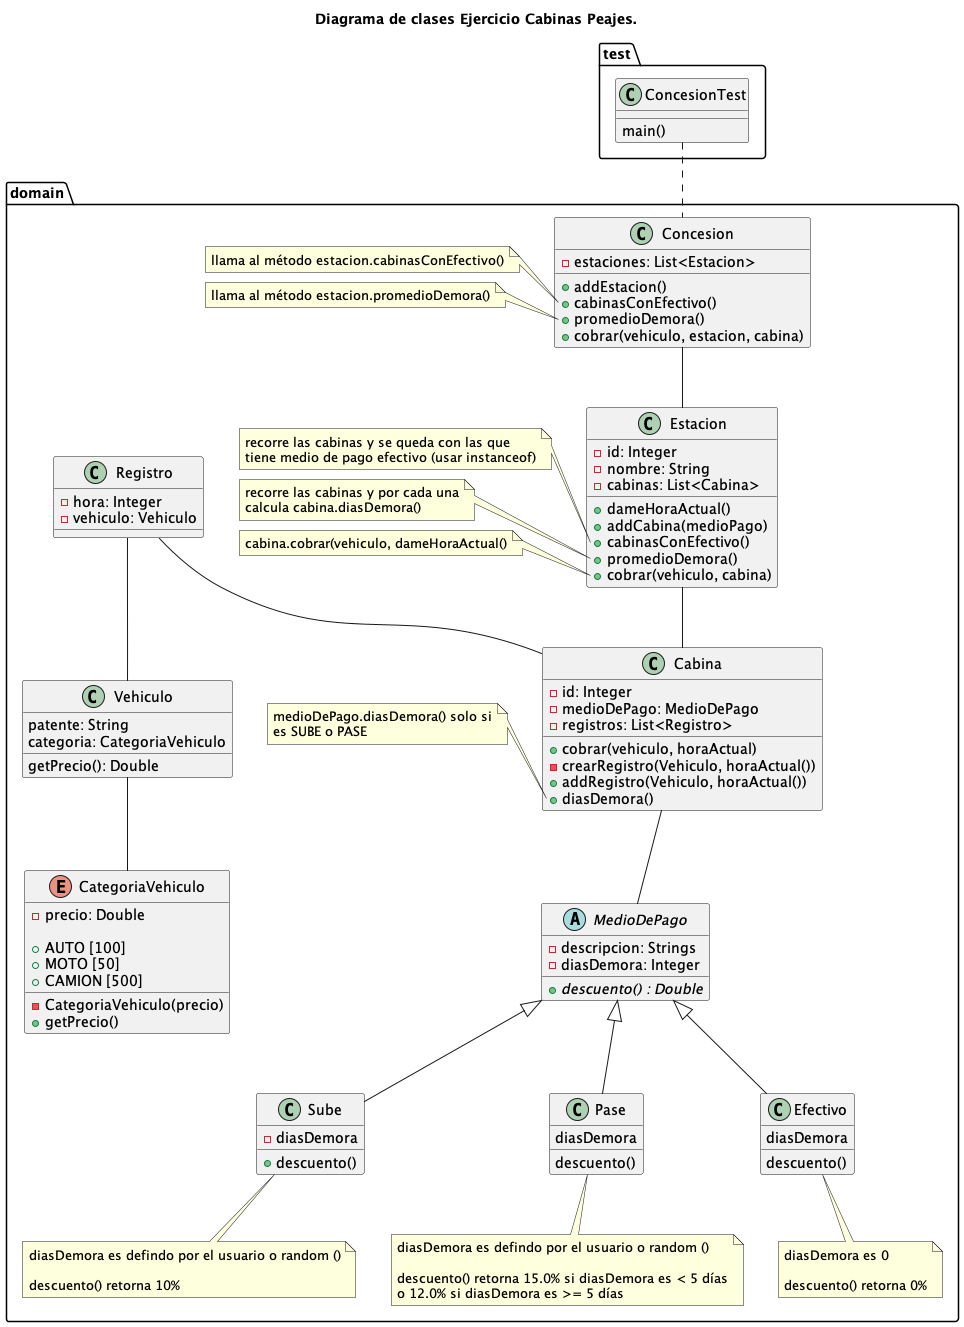 Diagrama de clases Ejercicio Cabinas Peajes.
test
C ConcesionTest
main()
domain
C Concesion
estaciones: List<Estacion>
addEstacion()
cabinasConEfectivo()
promedioDemora()
cobrar(vehiculo, estacion, cabina)
llama al método estacion.cabinasConEfectivo()
llama al método estacion.promedioDemora()
C Estacion
id: Integer
nombre: String
cabinas: List<Cabina>
dameHoraActual()
addCabina(medioPago)
cabinasConEfectivo()
promedioDemora()
cobrar(vehiculo, cabina)
recorre las cabinas y se queda con las que
tiene medio de pago efectivo (usar instanceof)
recorre las cabinas y por cada una
calcula cabina.diasDemora()
cabina.cobrar(vehiculo, dameHoraActual()
C Registro
hora: Integer
vehiculo: Vehiculo
C Vehiculo
patente: String
categoria: CategoriaVehiculo
getPrecio(): Double
C Cabina
id: Integer
medioDePago: MedioDePago
registros: List<Registro>
cobrar(vehiculo, horaActual)
crearRegistro(Vehiculo, horaActual())
addRegistro(Vehiculo, horaActual())
diasDemora()
medioDePago.diasDemora() solo si
es SUBE o PASE
E CategoriaVehiculo
precio: Double
AUTO [100]
MOTO [50]
CAMION [500]
CategoriaVehiculo(precio)
getPrecio()
A MedioDePago
descripcion: Strings
diasDemora: Integer
descuento() : Double
C Sube
diasDemora
descuento()
C Pase
diasDemora
descuento()
C Efectivo
diasDemora
descuento()
diasDemora es defindo por el usuario o random ()
descuento() retorna 10%
diasDemora es defindo por el usuario o random ()
descuento() retorna 15.0% si diasDemora es < 5 días
o 12.0% si diasDemora es >= 5 días
diasDemora es 0
descuento() retorna 0%